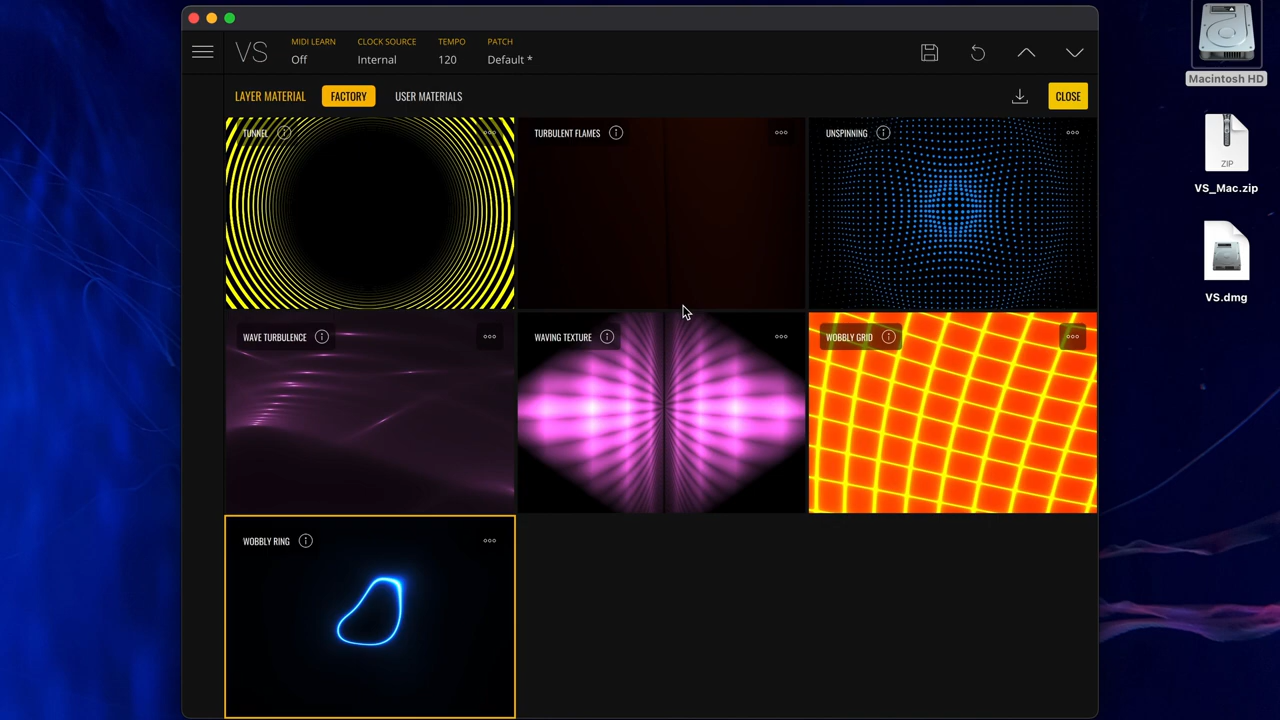 VS
MIDI LEARN
Off
CLOCK SOURCE
Internal
TEMPO
120
PATCH
Default *
LAYER MATERIAL
FACTORY
USER MATERIALS
CLOSE
TUNNEL
TURBULENT FLAMES
UNSPINNING
WAVE TURBULENCE
WAVING TEXTURE
WOBBLY GRID
WOBBLY RING
Macintosh HD
ZIP
VS_Mac.zip
VS.dmg